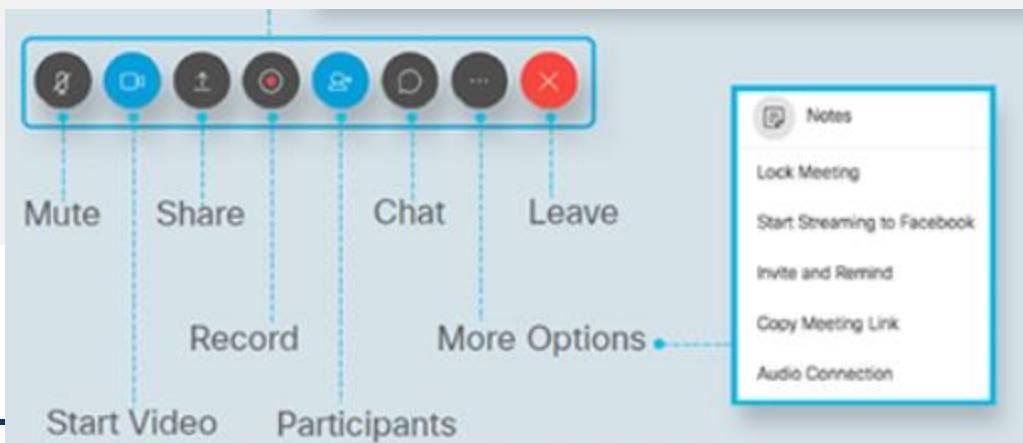 Notes
Lock Meeting
Mute Share Chat Leave
Start Streaming to Facebook
Invite and Remind
Record More Options
Copy Meeting Link
Audio Connection
Start Video Participants